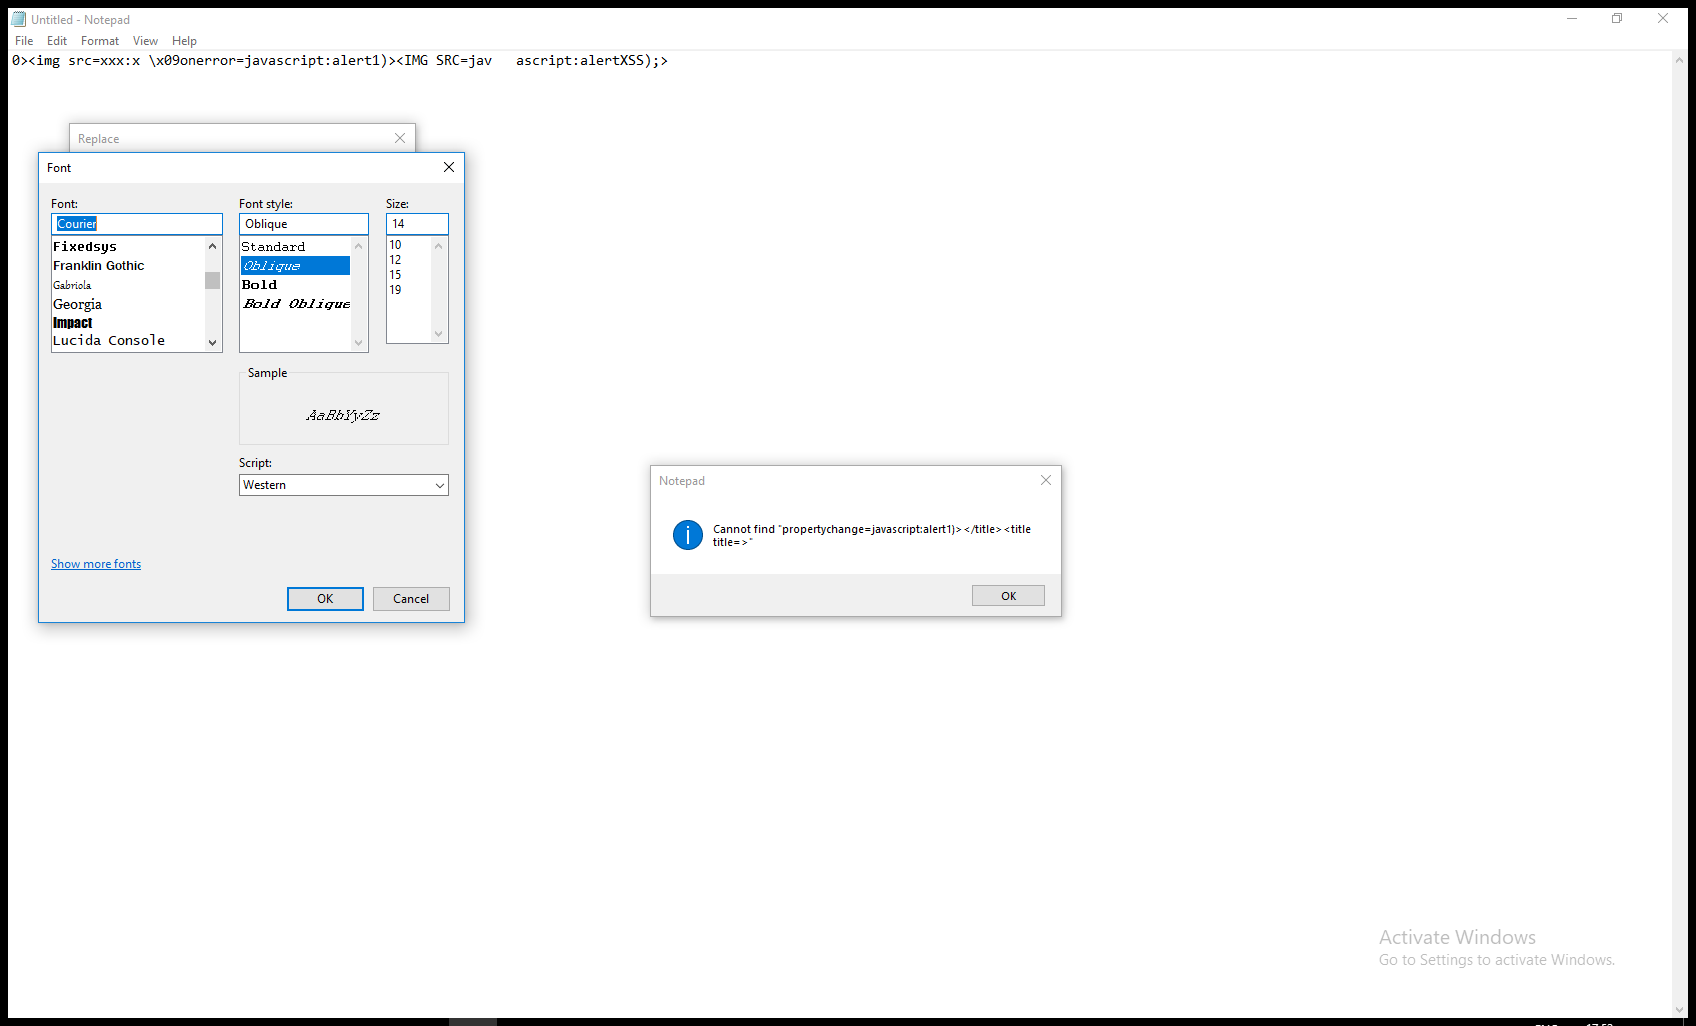 Untitled - Notepad
File Edit Format View Help
0><img src=xxx:x \x09onerror=javascript:alert1)><IMG SRC=jav   ascript:alertXSS);>
Replace
Font
Font: Font style: Size:
Courier Oblique 14
Fixedsys
Franklin Gothic
Gabriola
Georgia
Impact
Lucida Console
Standard
Oblique
Bold
Bold Oblique
10
12
15
19
Sample
AaBbYyZz
Script:
Western
Show more fonts
OK Cancel
Notepad
Cannot find "propertychange=javascript:alert1)></title><title
title=>"
OK
Activate Windows
Go to Settings to activate Windows.